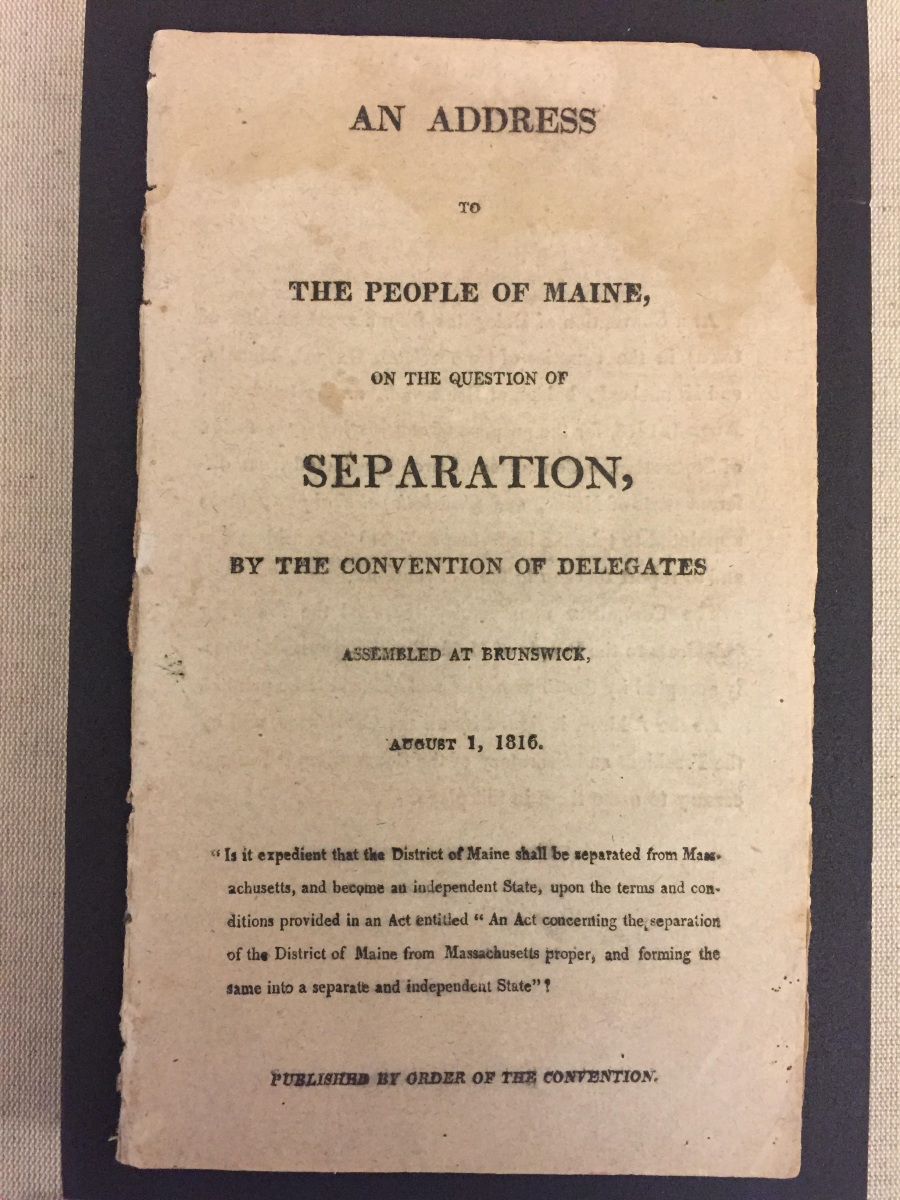 AN ADDRESS
TO
THE PEOPLE OF MAINE,
ON THE QUESTION OF
SEPARATION,
BY THE CONVENTION OF DELEGATES
ASSEMBLED AT BRUNSWICK,
AUGUST 1, 1816.
“Is it expedient that the District of Maine shall be separated from Mas-
achusetts, and become an independent State, upon the terms and con-
ditions provided in an Act entitled “ An Act concerning the separation
of the District of Maine from Massachusetts proper, and forming the
same into a separate and independent State” ?
PUBLISHED BY ORDER OF THE CONVENTION.